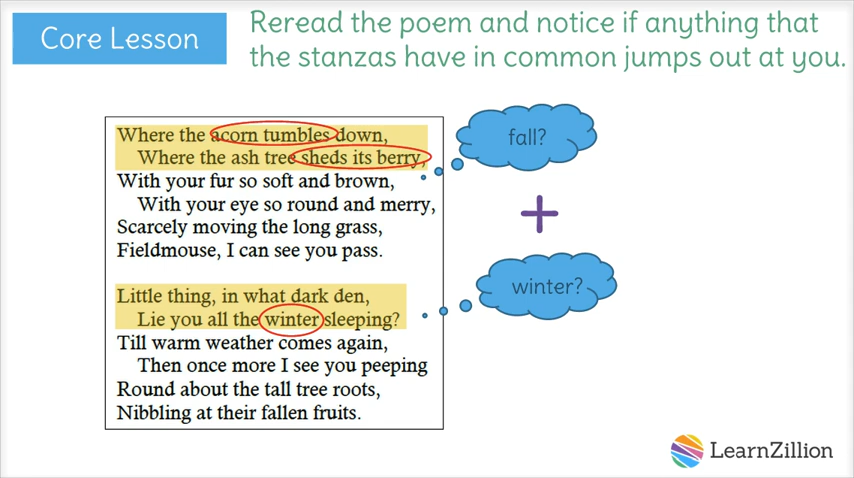 Core Lesson
Reread the poem and notice if anything that
the stanzas have in common jumps out at you.
Where the acorn tumbles down,
Where the ash tree sheds its berry,
With your fur so soft and brown,
With your eye so round and merry,
Scarcely moving the long grass,
Fieldmouse, I can see you pass.
fall?
+
Little thing, in what dark den,
Lie you all the winter sleeping?
Till warm weather comes again,
Then once more I see you peeping
Round about the tall tree roots,
Nibbling at their fallen fruits.
winter?
LearnZillion